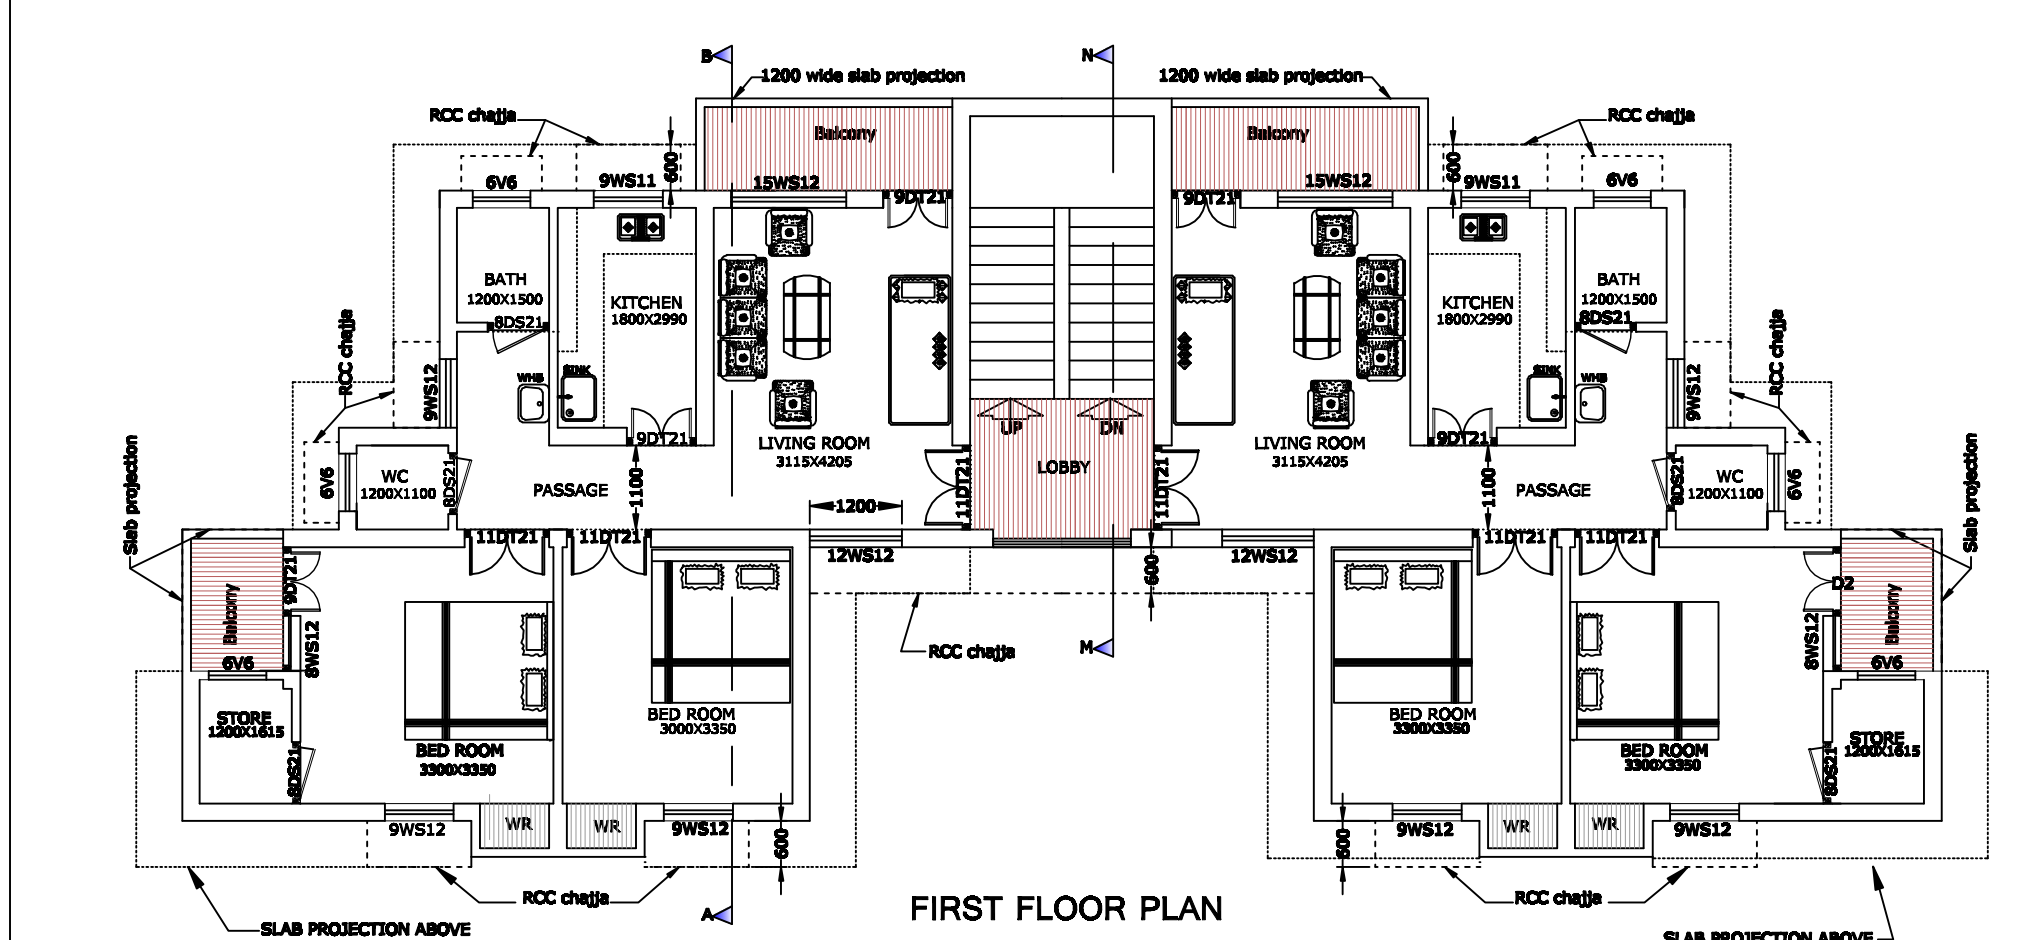 B
N
1200 wide slab projection
1200 wide slab projection
RCC chajja
RCC chajja
Balcony
Balcony
600
600
6V6
9WS11
15WS12
9DT21
9DT21
15WS12
9WS11
6V6
BATH
1200X1500
KITCHEN
1800X2990
KITCHEN
1800X2990
BATH
1200X1500
8DS21
8DS21
RCC chajja
RCC chajja
9WS12
WHB
SINK
SINK
WHB
9WS12
UP
DN
9DT21
LIVING ROOM
3115X4205
LOBBY
LIVING ROOM
3115X4205
9DT21
Slab projection
6V6
WC
1200X1100
8DS21
PASSAGE
1100
1200
11DT21
11DT21
1100
PASSAGE
8DS21
WC
1200X1100
6V6
Slab projection
11DT21
11DT21
12WS12
600
12WS12
11DT21
11DT21
Balcony
9DT21
8WS12
6V6
RCC chajja
M
D2
8WS12
Balcony
6V6
STORE
1200X1615
8DS21
BED ROOM
3300X3350
BED ROOM
3000X3350
BED ROOM
3300X3350
BED ROOM
3300X3350
8DS21
STORE
1200X1615
9WS12
WR
WR
9WS12
600
600
9WS12
WR
WR
9WS12
RCC chajja
A
FIRST FLOOR PLAN
RCC chajja
SLAB PROJECTION ABOVE
SLAB PROJECTION ABOVE